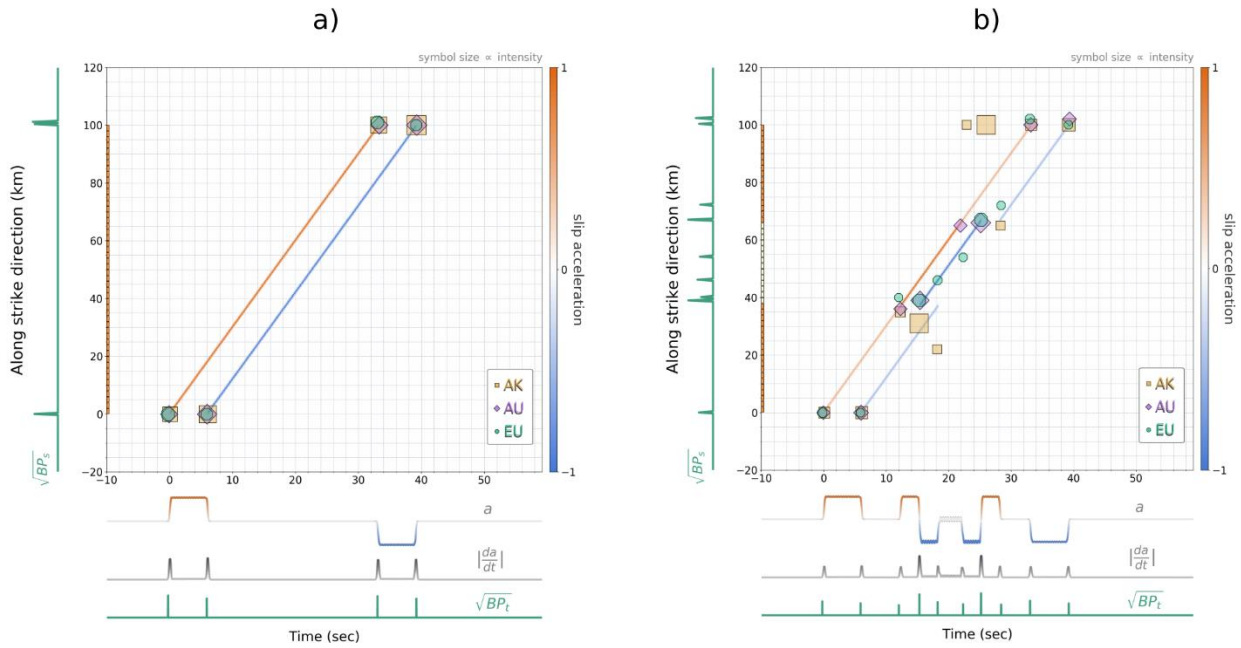 a)
symbol size ∝ intensity
120
100
80
60
40
20
0
−20
Along strike direction (km)
√BPₛ
−10
0
10
20
30
40
50
AK
AU
EU
1
0
−1
slip acceleration
a
|da/dt|
√BPₜ
Time (sec)
b)
symbol size ∝ intensity
120
100
80
60
40
20
0
−20
Along strike direction (km)
√BPₛ
−10
0
10
20
30
40
50
AK
AU
EU
1
0
−1
slip acceleration
a
|da/dt|
√BPₜ
Time (sec)